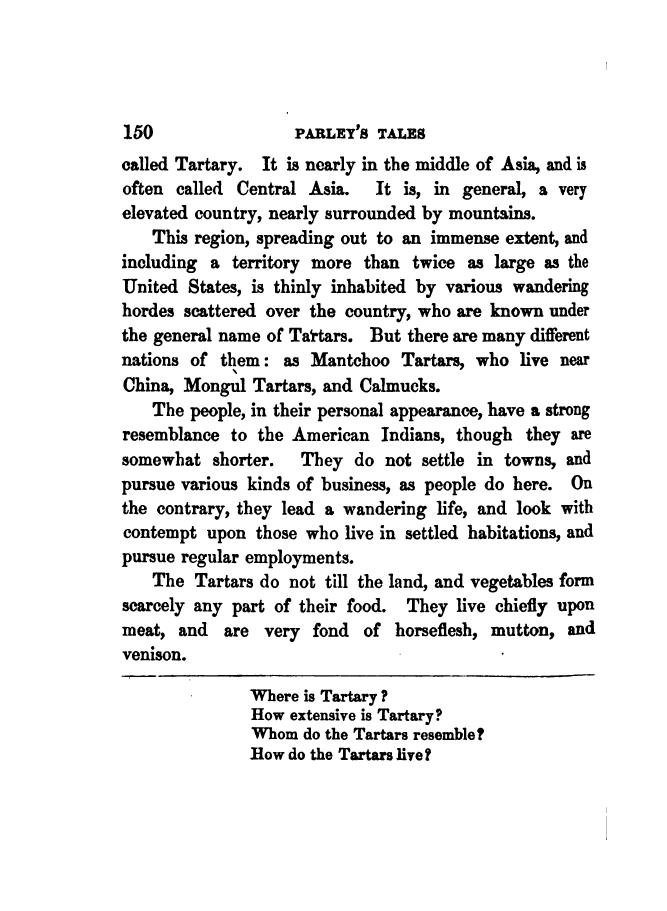 150 PARLEY'S TALES
called Tartary. It is nearly in the middle of Asia, and is
often called Central Asia. It is, in general, a very
elevated country, nearly surrounded by mountains.
This region, spreading out to an immense extent, and
including a territory more than twice as large as the
United States, is thinly inhabited by various wandering
hordes scattered over the country, who are known under
the general name of Tartars. But there are many different
nations of them: as Mantchoo Tartars, who live near
China, Mongul Tartars, and Calmucks.
The people, in their personal appearance, have a strong
resemblance to the American Indians, though they are
somewhat shorter. They do not settle in towns, and
pursue various kinds of business, as people do here. On
the contrary, they lead a wandering life, and look with
contempt upon those who live in settled habitations, and
pursue regular employments.
The Tartars do not till the land, and vegetables form
scarcely any part of their food. They live chiefly upon
meat, and are very fond of horseflesh, mutton, and
venison.
Where is Tartary?
How extensive is Tartary?
Whom do the Tartars resemble?
How do the Tartars live?